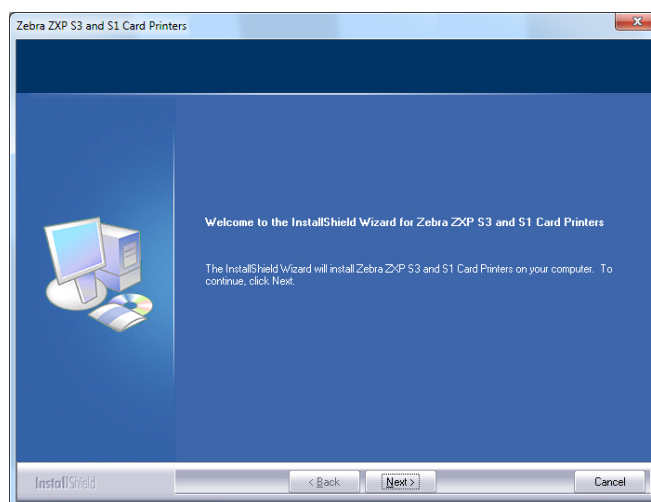 Zebra ZXP S3 and S1 Card Printers
Welcome to the InstallShield Wizard for Zebra ZXP S3 and S1 Card Printers
The InstallShield Wizard will install Zebra ZXP S3 and S1 Card Printers on your computer. To
continue, click Next.
InstallShield
< Back Next > Cancel